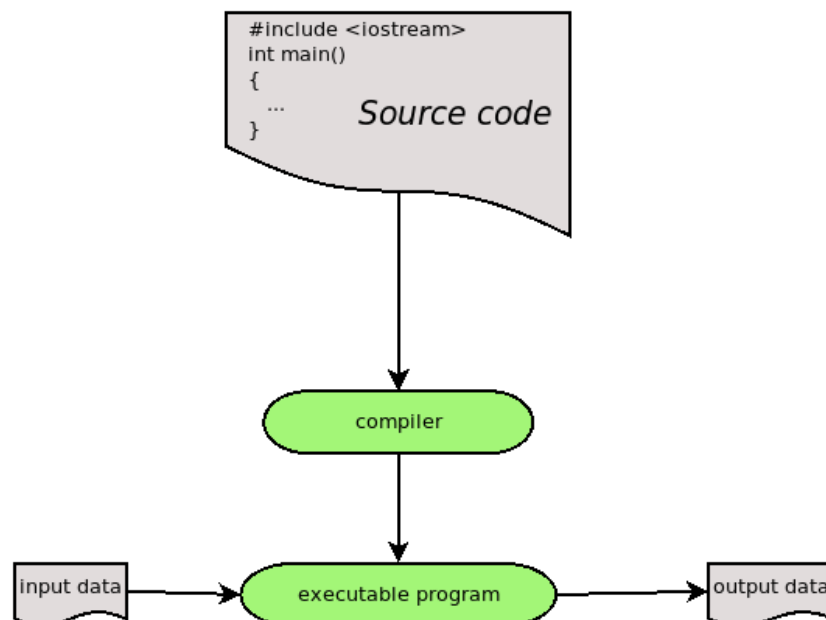 #include <iostream>
int main()
{
...
}
Source code
compiler
executable program
input data
output data